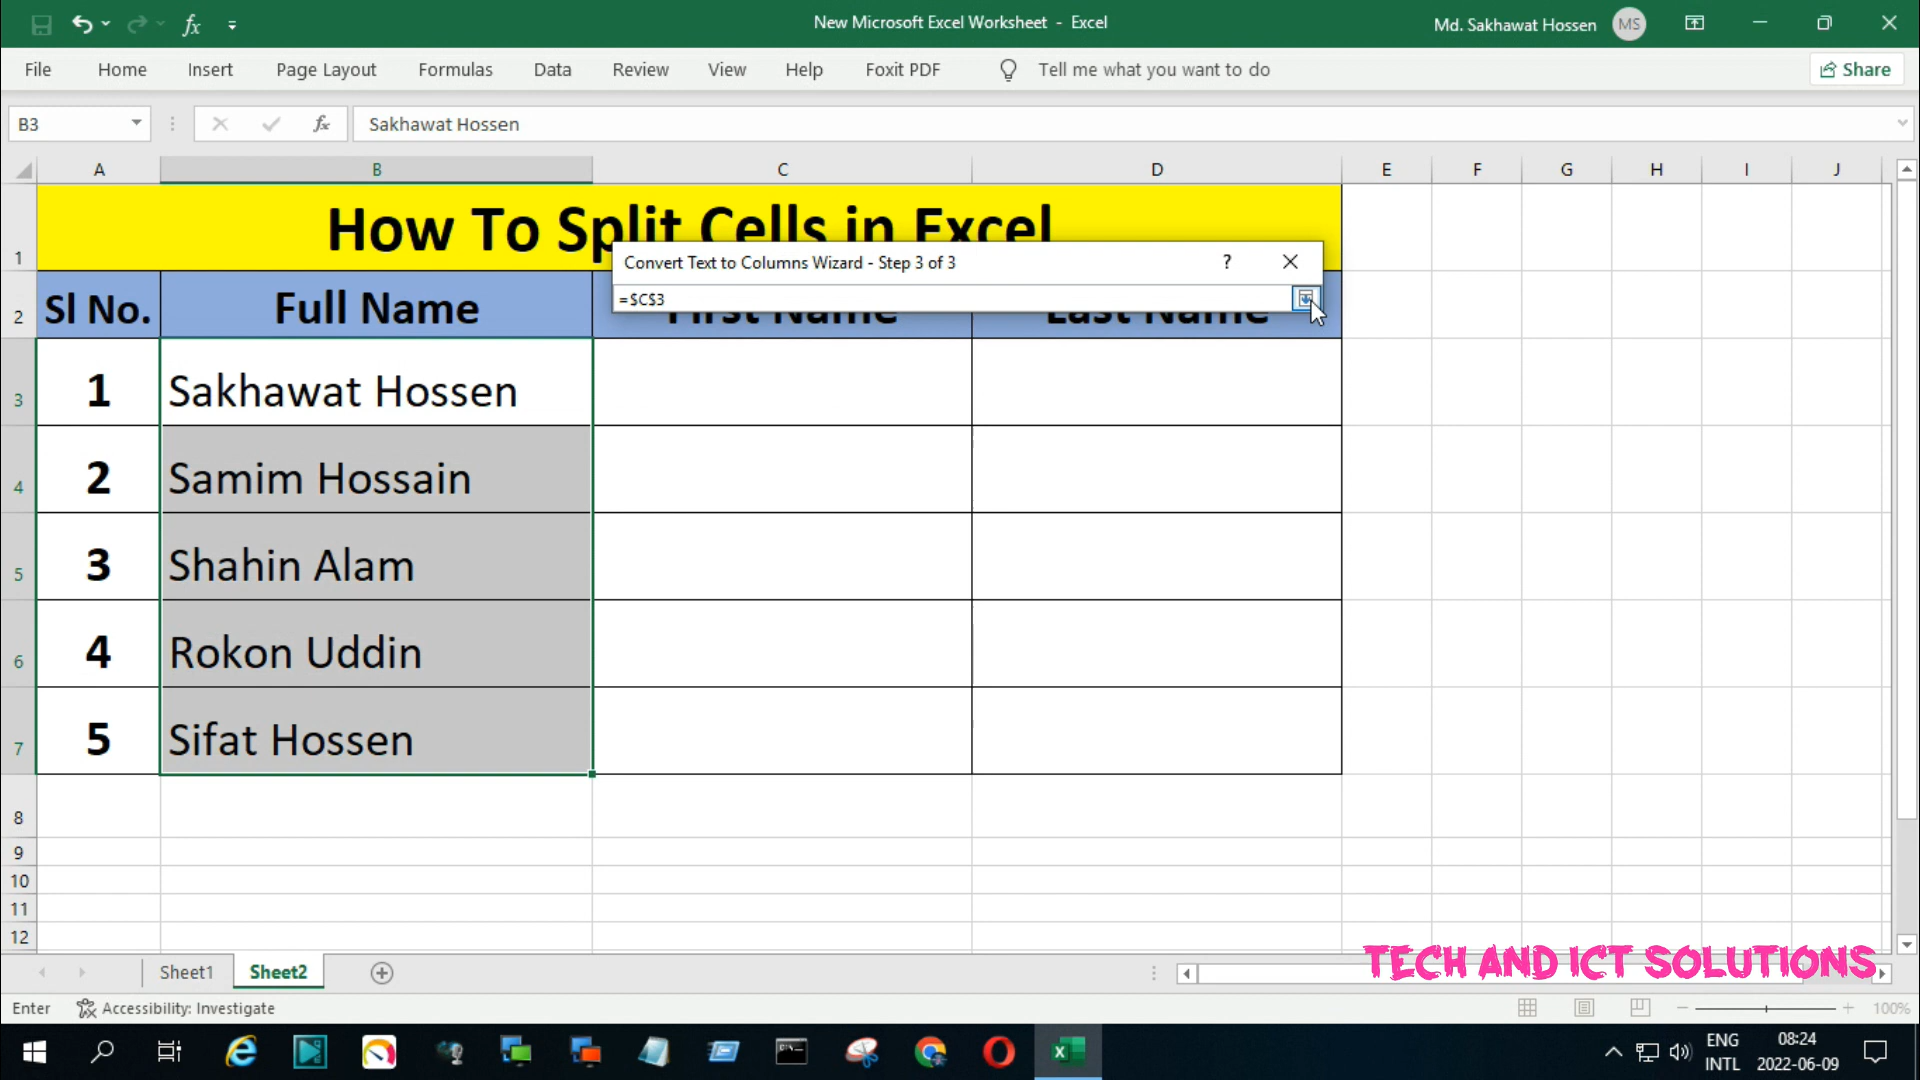 New Microsoft Excel Worksheet - Excel
Md. Sakhawat Hossen MS
File Home Insert Page Layout Formulas Data Review View Help Foxit PDF Tell me what you want to do Share
B3 fx Sakhawat Hossen
A B C D E F G H I J
1 How To Split Cells in Excel
Convert Text to Columns Wizard - Step 3 of 3 ?
=$C$3
2 Sl No. Full Name First Name Last Name
3 1 Sakhawat Hossen
4 2 Samim Hossain
5 3 Shahin Alam
6 4 Rokon Uddin
7 5 Sifat Hossen
8
9
10
11
12
TECH AND ICT SOLUTIONS
Sheet1 Sheet2
Enter Accessibility: Investigate 100%
ENG 08:24
INTL 2022-06-09